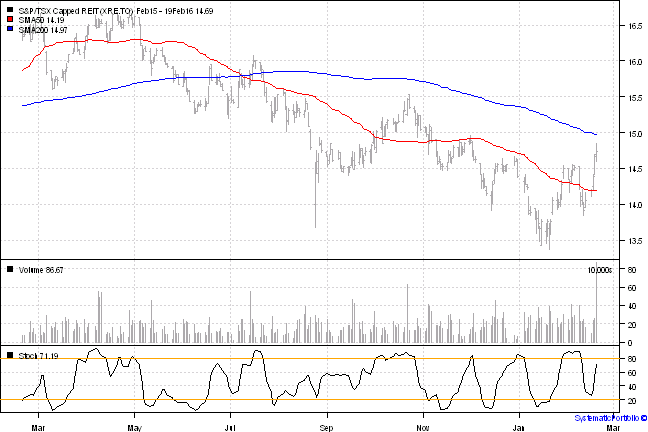 S&P/TSX Capped REIT (XRE.TO) Feb15 - 19Feb16 14.69
SMA50 14.19
SMA200 14.97
16.5
16.0
15.5
15.0
14.5
14.0
13.5
Volume 86.67
10,000s
80
60
40
20
0
Stoch 71.19
80
60
40
20
Mar May Jul Sep Nov Jan Mar
SystematicPortfolio ©